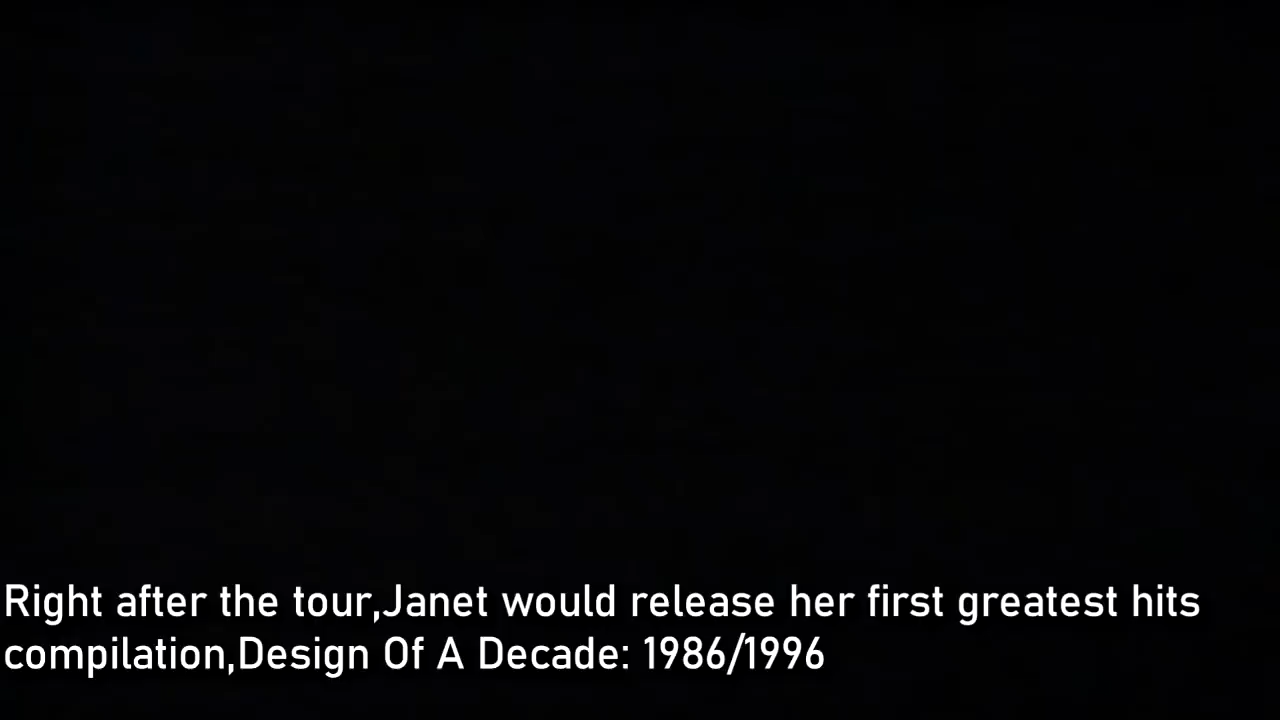 Right after the tour,Janet would release her first greatest hits
compilation,Design Of A Decade: 1986/1996